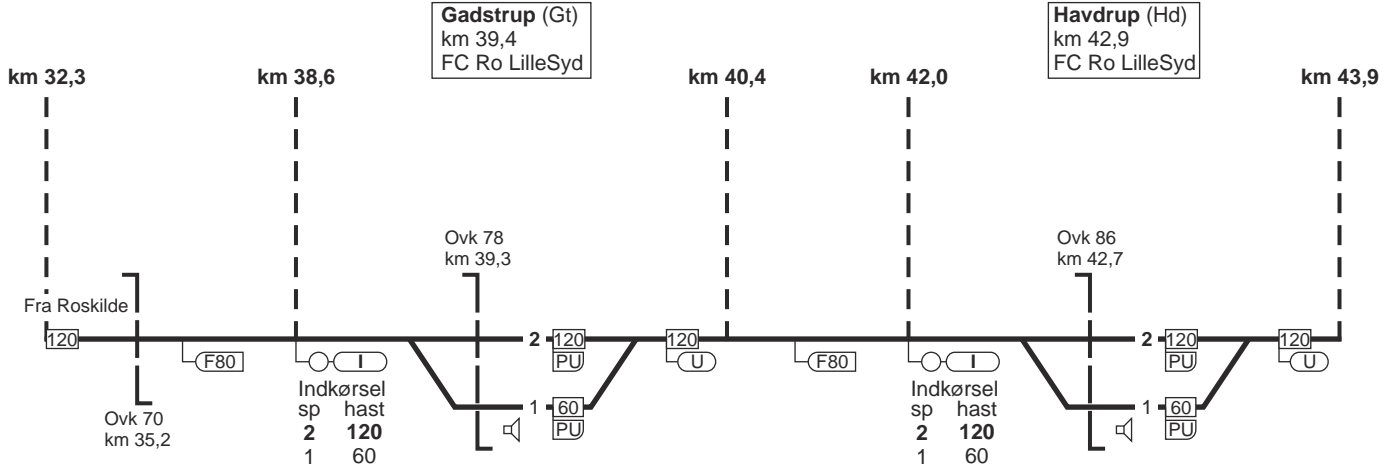 Gadstrup (Gt)
km 39,4
FC Ro LilleSyd
Havdrup (Hd)
km 42,9
FC Ro LilleSyd
km 32,3
km 38,6
km 40,4
km 42,0
km 43,9
Ovk 78
km 39,3
Ovk 86
km 42,7
Fra Roskilde
120
2
120
120
2
120
120
F80
I
PU
U
F80
I
PU
U
Indkørsel
sp hast
2 120
1 60
1
60
PU
Indkørsel
sp hast
2 120
1 60
1
60
PU
Ovk 70
km 35,2